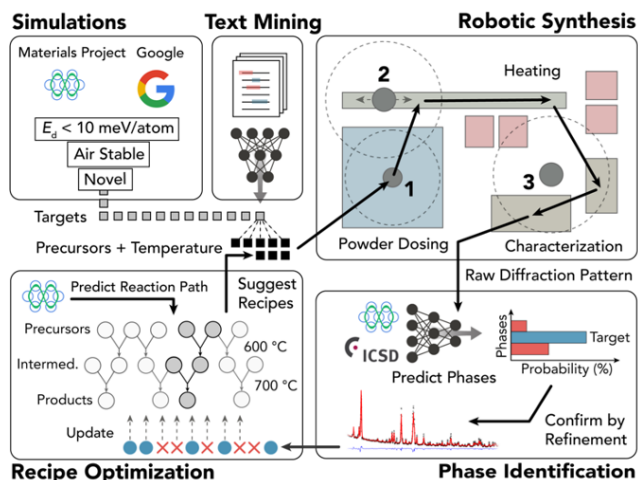 Simulations
Materials Project
Google
E_d < 10 meV/atom
Air Stable
Novel
Text Mining
Robotic Synthesis
2
Heating
1
3
Powder Dosing
Characterization
Targets
Precursors + Temperature
Raw Diffraction Pattern
Predict Reaction Path
Suggest
Recipes
Precursors
600 °C
Intermed.
700 °C
Products
Update
Recipe Optimization
ICSD
Predict Phases
Phases
Target
Probability (%)
Confirm by
Refinement
Phase Identification